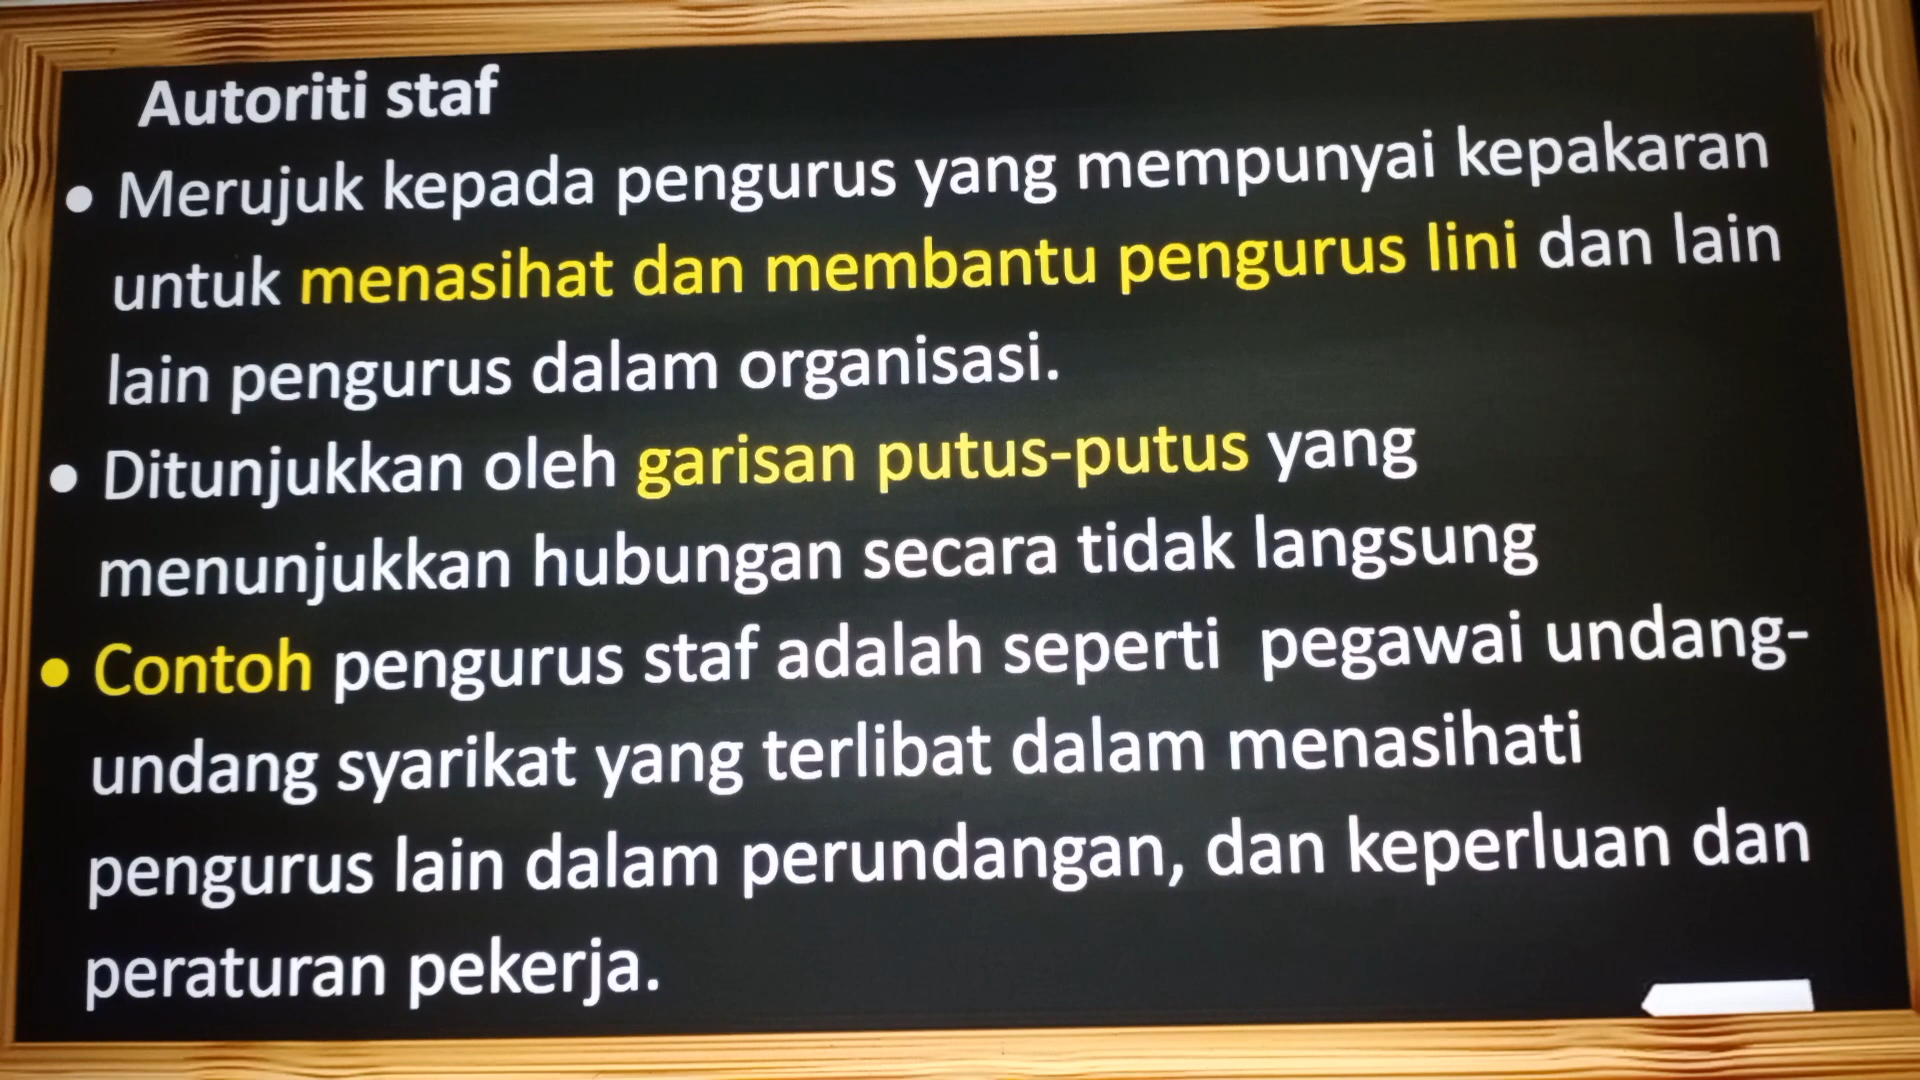 Autoriti staf
• Merujuk kepada pengurus yang mempunyai kepakaran
untuk menasihat dan membantu pengurus lini dan lain
lain pengurus dalam organisasi.
• Ditunjukkan oleh garisan putus-putus yang
menunjukkan hubungan secara tidak langsung
• Contoh pengurus staf adalah seperti pegawai undang-
undang syarikat yang terlibat dalam menasihati
pengurus lain dalam perundangan, dan keperluan dan
peraturan pekerja.